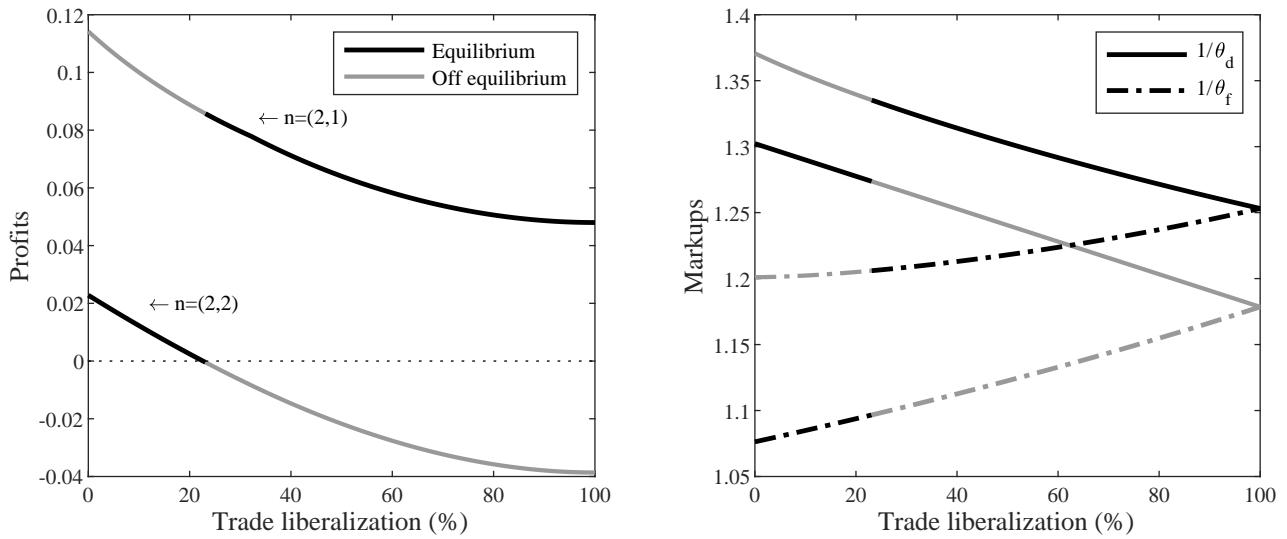 0.12
0.1
0.08
0.06
0.04
0.02
0
-0.02
-0.04
Profits
0 20 40 60 80 100
Trade liberalization (%)
Equilibrium
Off equilibrium
← n=(2,1)
← n=(2,2)
1.4
1.35
1.3
1.25
1.2
1.15
1.1
1.05
Markups
0 20 40 60 80 100
Trade liberalization (%)
1/θd
1/θf